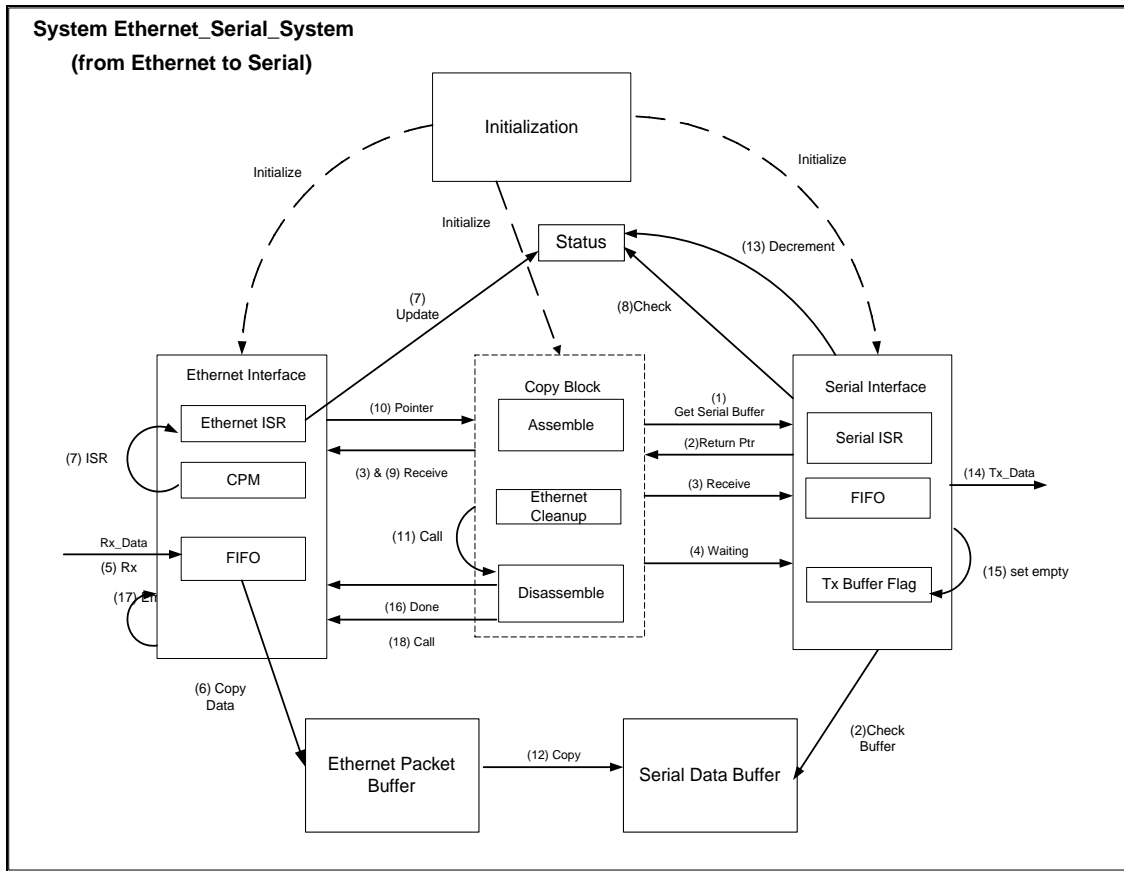 System Ethernet_Serial_System
(from Ethernet to Serial)
Initialization
Initialize
Initialize
Initialize
Status
(13) Decrement
(7)
Update
(8)Check
Ethernet Interface
Copy Block
Serial Interface
Ethernet ISR
(10) Pointer
Assemble
(1)
Get Serial Buffer
Serial ISR
(2)Return Ptr
(7) ISR
CPM
(3) & (9) Receive
(3) Receive
FIFO
(14) Tx_Data
Ethernet
Cleanup
(11) Call
Rx_Data
FIFO
(5) Rx
(4) Waiting
(15) set empty
Tx Buffer Flag
Disassemble
(17)
(16) Done
(18) Call
(6) Copy
Data
(2)Check
Buffer
Ethernet Packet
Buffer
(12) Copy
Serial Data Buffer